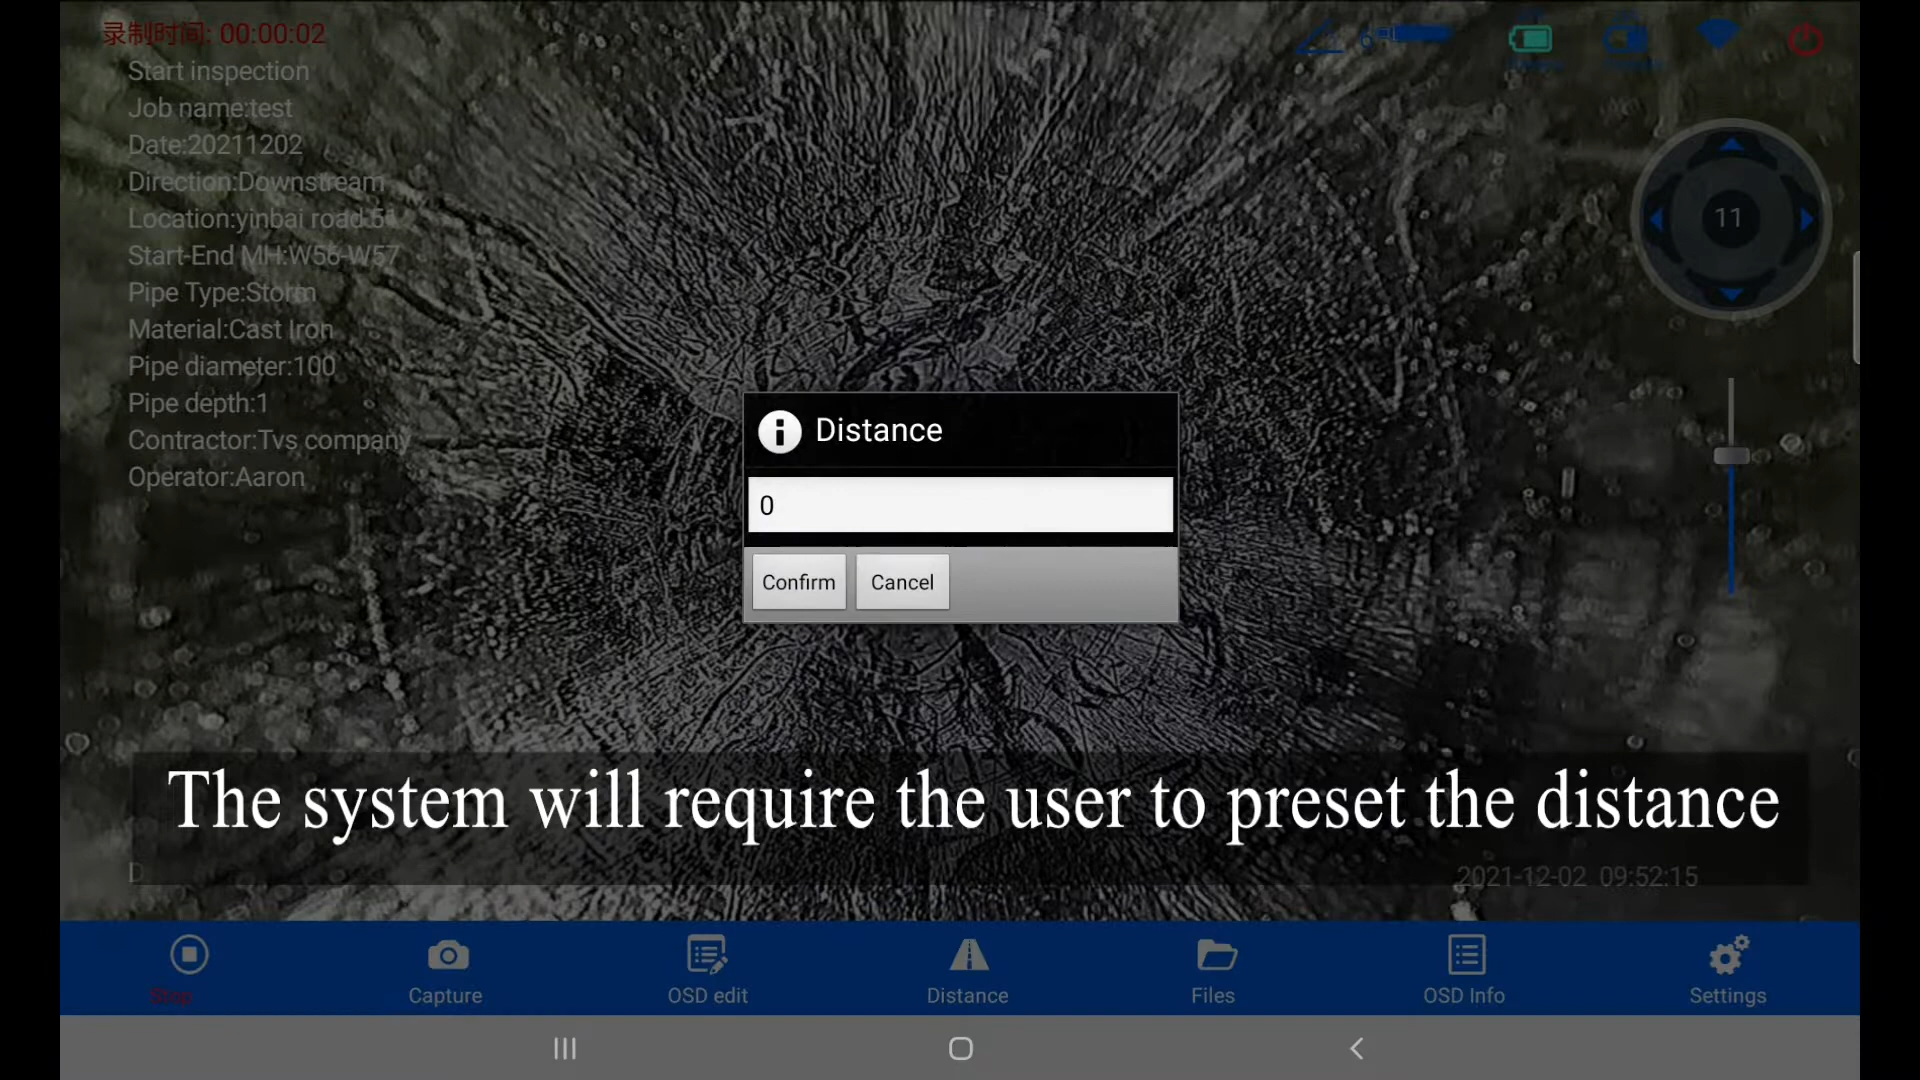 录制时间: 00:00:02
Start inspection
Job name:test
Date:20211202
Direction:Downstream
Location:yinbai road 5
Start-End MH:W56-W57
Pipe Type:Storm
Material:Cast Iron
Pipe diameter:100
Pipe depth:1
Contractor:Tvs company
Operator:Aaron
11
Distance
0
Confirm
Cancel
The system will require the user to preset the distance
D
2021-12-02 09:52:15
Stop
Capture
OSD edit
Distance
Files
OSD Info
Settings